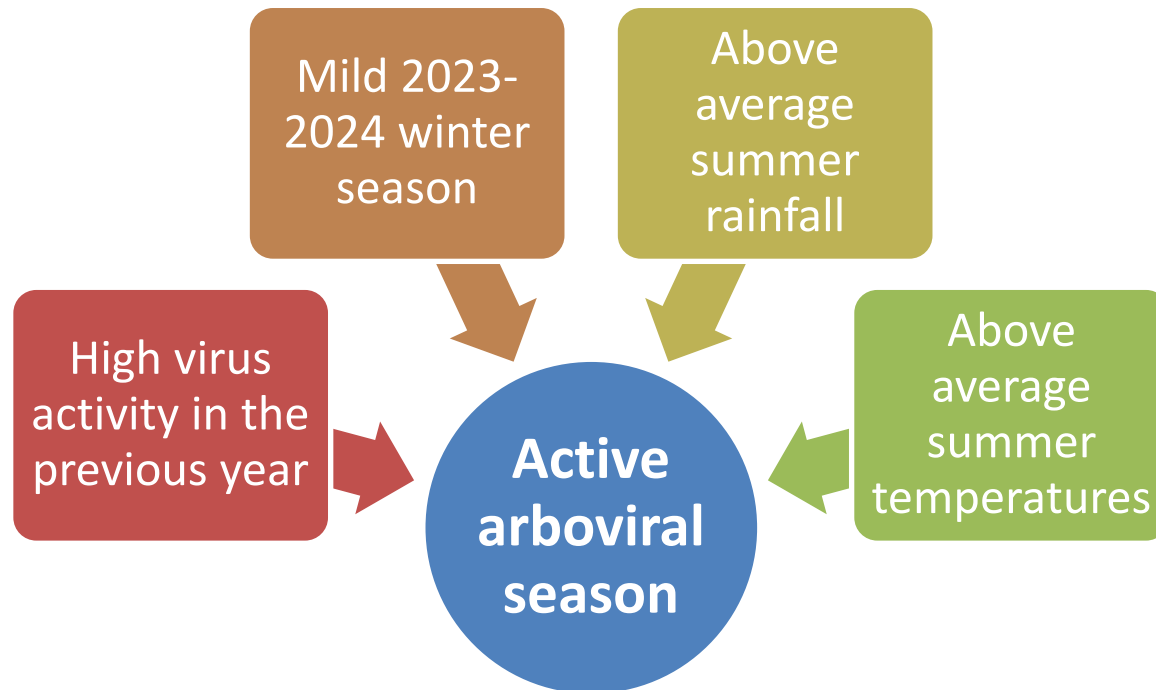 Mild 2023-
2024 winter
season
Above
average
summer
rainfall
High virus
activity in the
previous year
Above
average
summer
temperatures
Active
arboviral
season